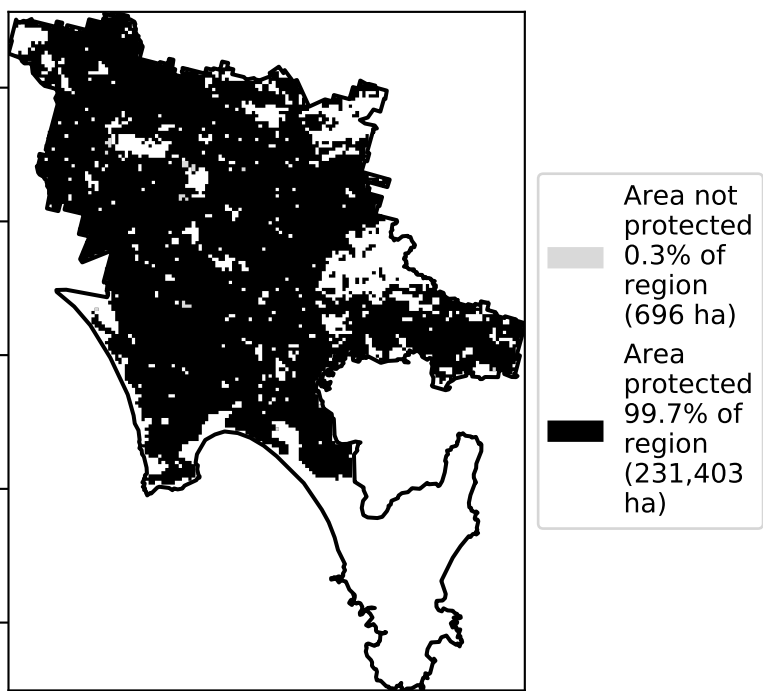 Area not
protected
0.3% of
region
(696 ha)
Area
protected
99.7% of
region
(231,403
ha)